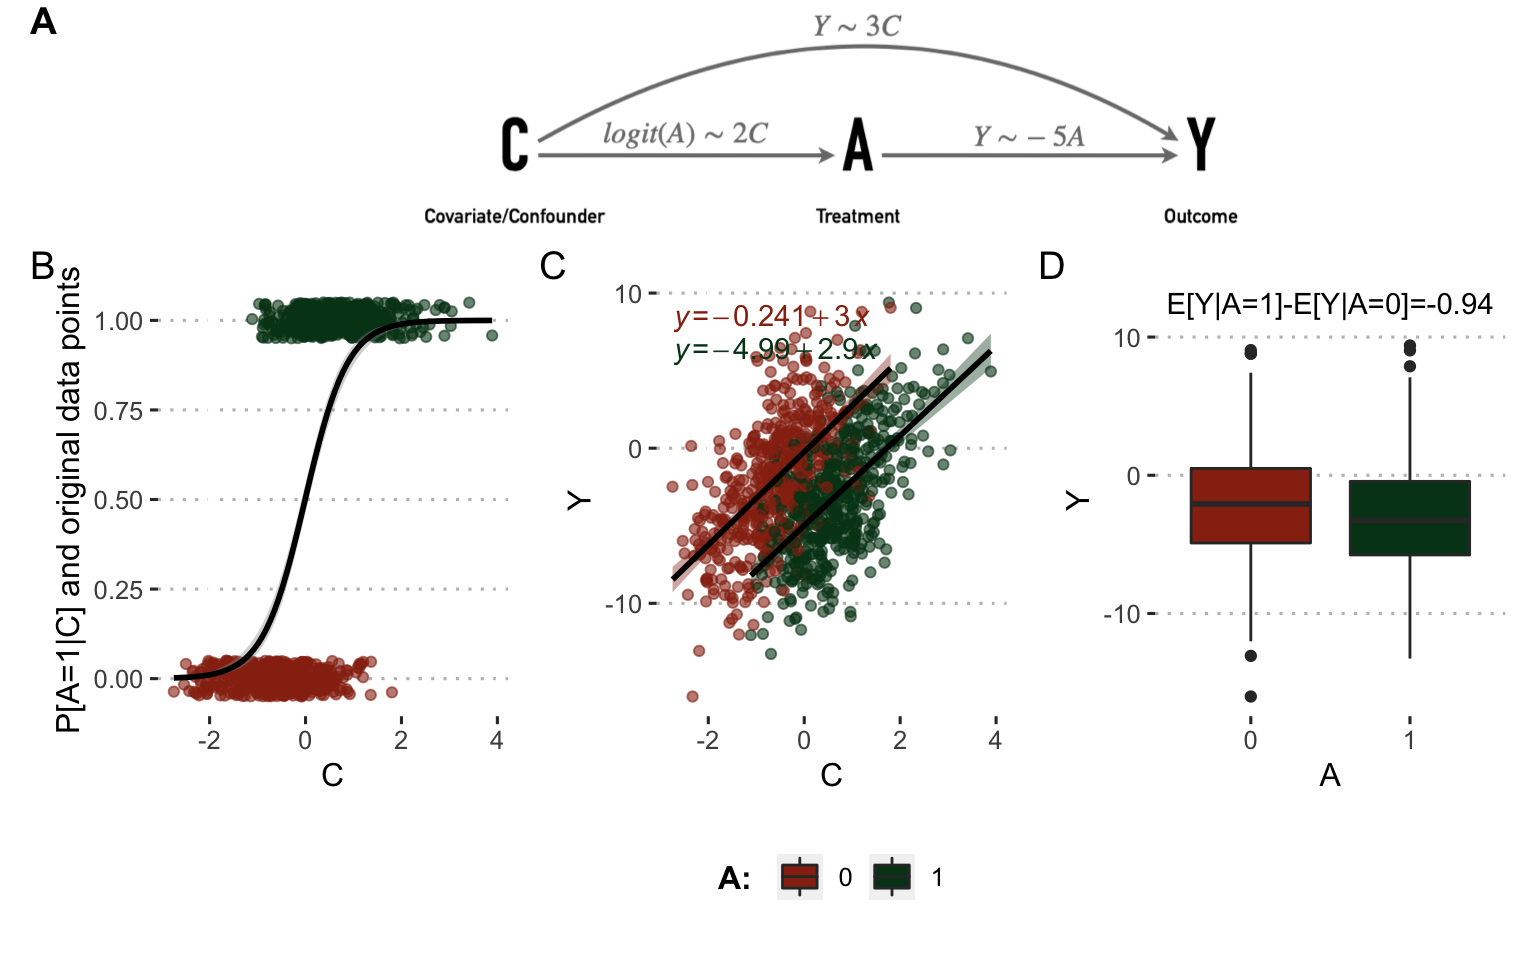 A
Y ~ 3C
C
logit(A) ~ 2C
A
Y ~ − 5A
Y
Covariate/Confounder
Treatment
Outcome
B
P[A=1|C] and original data points
1.00
0.75
0.50
0.25
0.00
-2
0
2
4
C
C
y=−0.241+3x
y=−4.99+2.9x
Y
10
0
-10
-2
0
2
4
C
D
E[Y|A=1]-E[Y|A=0]=-0.94
Y
10
0
-10
0
1
A
A:
0
1